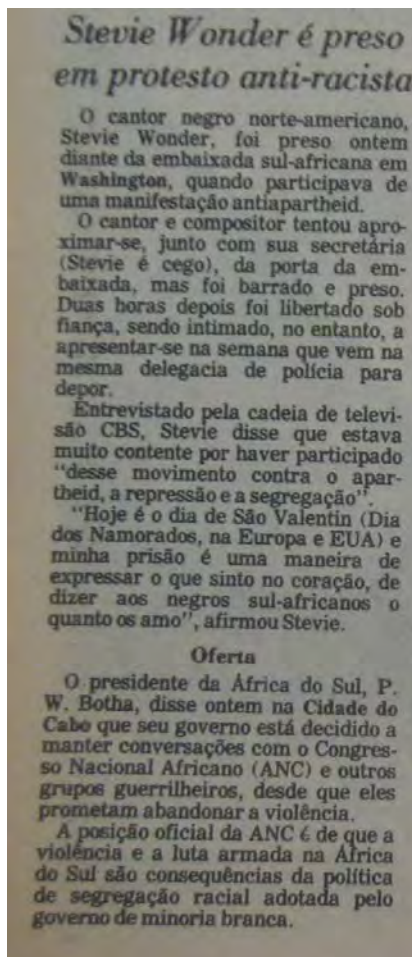 Stevie Wonder é preso
em protesto anti-racista
O cantor negro norte-americano,
Stevie Wonder, foi preso ontem
diante da embaixada sul-africana em
Washington, quando participava de
uma manifestação antiapartheid.
O cantor e compositor tentou apro-
ximar-se, junto com sua secretária
(Stevie é cego), da porta da em-
baixada, mas foi barrado e preso.
Duas horas depois foi libertado sob
fiança, sendo intimado, no entanto, a
apresentar-se na semana que vem na
mesma delegacia de polícia para
depor.
Entrevistado pela cadeia de televi-
são CBS, Stevie disse que estava
muito contente por haver participado
"desse movimento contra o apar-
theid, a repressão e a segregação".
"Hoje é o dia de São Valentin (Dia
dos Namorados, na Europa e EUA) e
minha prisão é uma maneira de
expressar o que sinto no coração, de
dizer aos negros sul-africanos o
quanto os amo", afirmou Stevie.
Oferta
O presidente da África do Sul, P.
W. Botha, disse ontem na Cidade do
Cabo que seu governo está decidido a
manter conversações com o Congres-
so Nacional Africano (ANC) e outros
grupos guerrilheiros, desde que eles
prometam abandonar a violência.
A posição oficial da ANC é de que a
violência e a luta armada na África
do Sul são consequências da política
de segregação racial adotada pelo
governo de minoria branca.